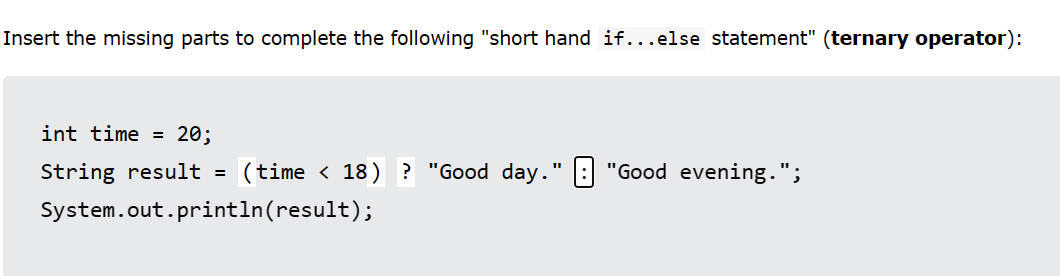 Insert the missing parts to complete the following "short hand if...else statement" (ternary operator):
int time = 20;
String result = (time < 18) ? "Good day." : "Good evening.";
System.out.println(result);